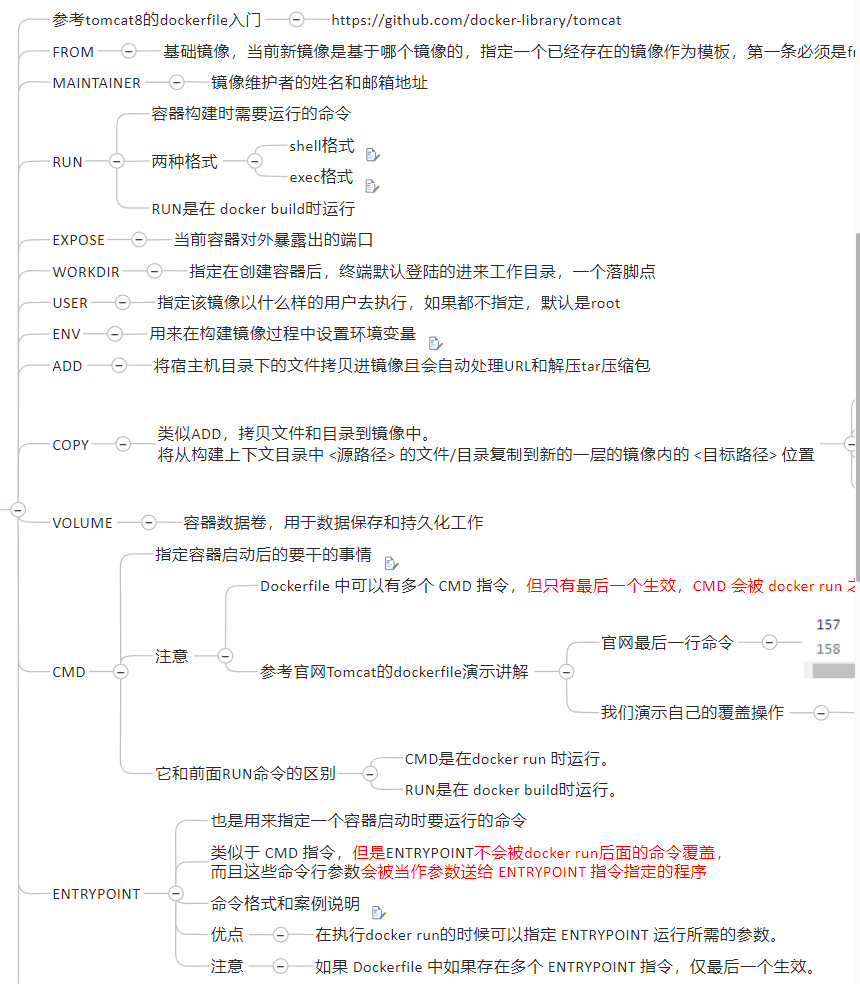 参考tomcat8的dockerfile入门
https://github.com/docker-library/tomcat
FROM
基础镜像，当前新镜像是基于哪个镜像的，指定一个已经存在的镜像作为模板，第一条必须是fr
MAINTAINER
镜像维护者的姓名和邮箱地址
RUN
容器构建时需要运行的命令
两种格式
shell格式
exec格式
RUN是在 docker build时运行
EXPOSE
当前容器对外暴露出的端口
WORKDIR
指定在创建容器后，终端默认登陆的进来工作目录，一个落脚点
USER
指定该镜像以什么样的用户去执行，如果都不指定，默认是root
ENV
用来在构建镜像过程中设置环境变量
ADD
将宿主机目录下的文件拷贝进镜像且会自动处理URL和解压tar压缩包
COPY
类似ADD，拷贝文件和目录到镜像中。
将从构建上下文目录中 <源路径> 的文件/目录复制到新的一层的镜像内的 <目标路径> 位置
VOLUME
容器数据卷，用于数据保存和持久化工作
CMD
指定容器启动后的要干的事情
注意
Dockerfile 中可以有多个 CMD 指令，但只有最后一个生效，CMD 会被 docker run 之
参考官网Tomcat的dockerfile演示讲解
官网最后一行命令
157
158
我们演示自己的覆盖操作
它和前面RUN命令的区别
CMD是在docker run 时运行。
RUN是在 docker build时运行。
ENTRYPOINT
也是用来指定一个容器启动时要运行的命令
类似于 CMD 指令，但是ENTRYPOINT不会被docker run后面的命令覆盖，
而且这些命令行参数会被当作参数送给 ENTRYPOINT 指令指定的程序
命令格式和案例说明
优点
在执行docker run的时候可以指定 ENTRYPOINT 运行所需的参数。
注意
如果 Dockerfile 中如果存在多个 ENTRYPOINT 指令，仅最后一个生效。